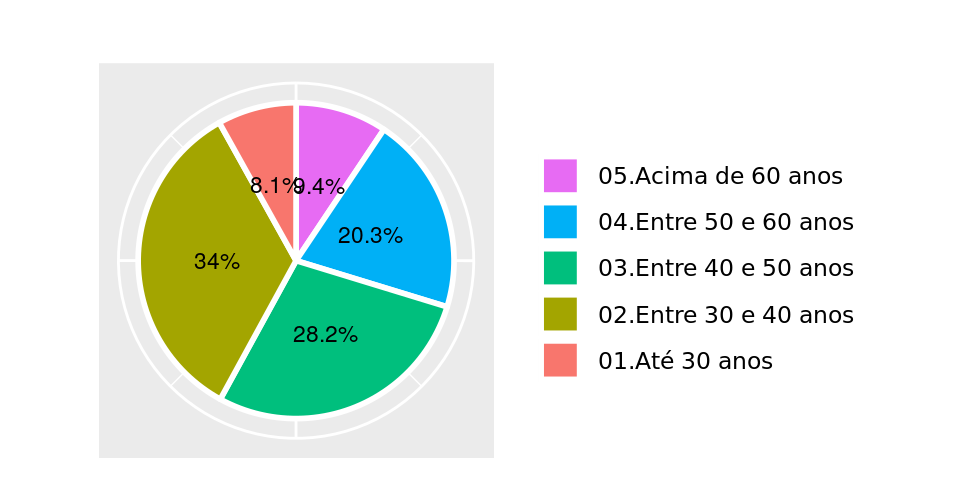 8.1%
9.4%
20.3%
34%
28.2%
05.Acima de 60 anos
04.Entre 50 e 60 anos
03.Entre 40 e 50 anos
02.Entre 30 e 40 anos
01.Até 30 anos